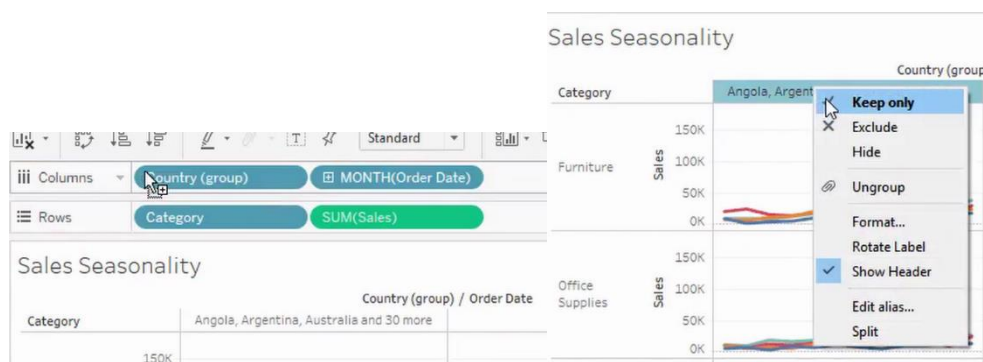 Standard
Columns
Country (group)
MONTH(Order Date)
Rows
Category
SUM(Sales)
Sales Seasonality
Country (group) / Order Date
Category
Angola, Argentina, Australia and 30 more
150K
Sales Seasonality
Country (group
Category
Angola, Argent
Keep only
Exclude
Hide
Ungroup
Format...
Rotate Label
Show Header
Edit alias...
Split
Furniture
Sales
150K
100K
50K
0K
Office
Supplies
Sales
150K
100K
50K
0K